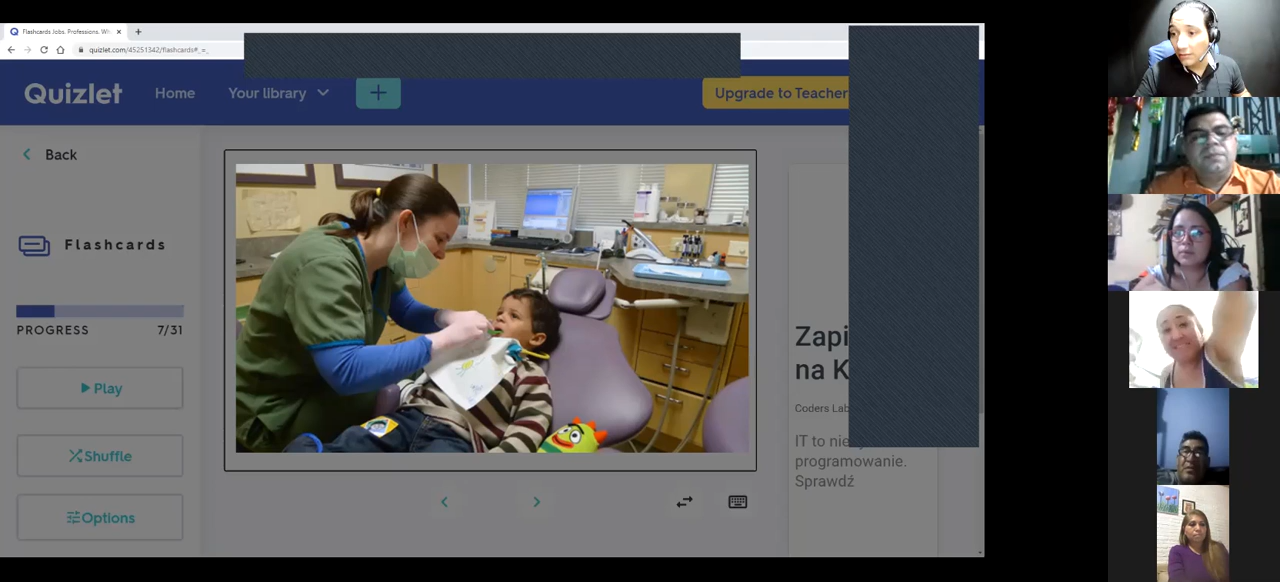 Flashcards Jobs. Professions. Wh
quizlet.com/45251342/flashcards#_=_
Quizlet
Home
Your library
Upgrade to Teacher
Back
Flashcards
PROGRESS
7/31
Play
Shuffle
Options
Zapi
na K
Coders Lab
IT to nie
programowanie.
Sprawdź